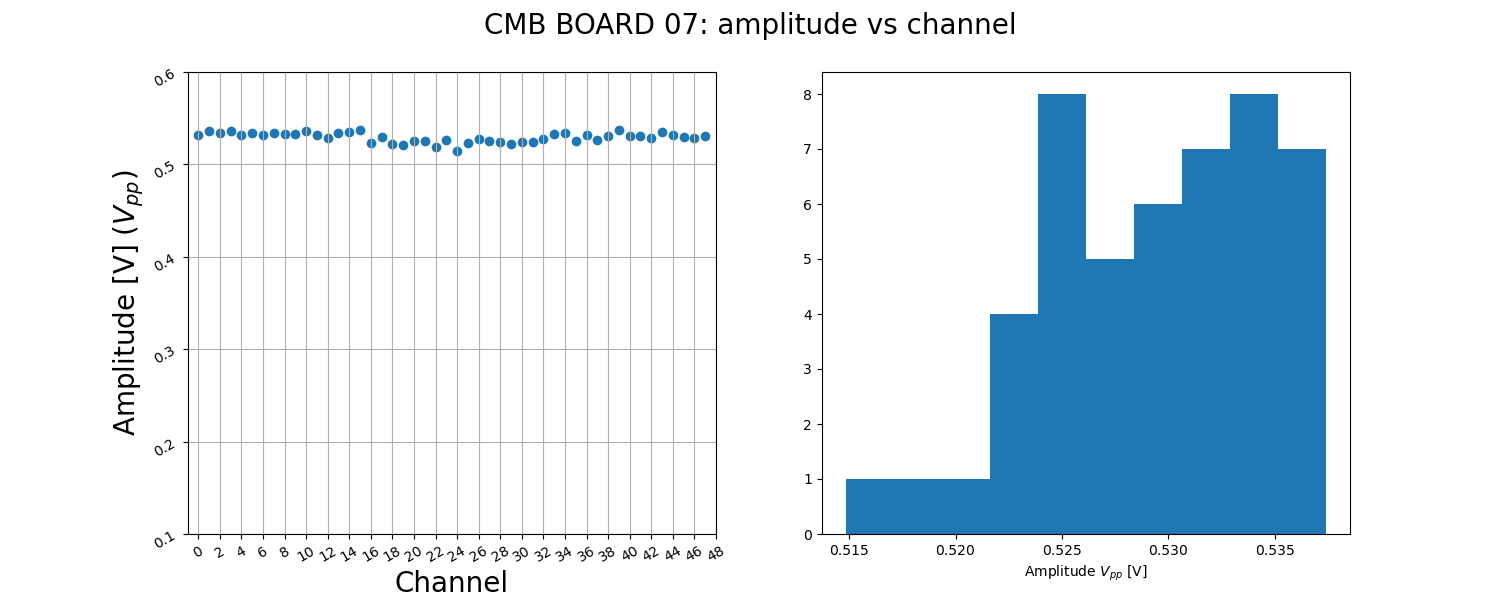 CMB BOARD 07: amplitude vs channel
Amplitude [V] (Vpp)
0.6
0.5
0.4
0.3
0.2
0.1
0 2 4 6 8 10 12 14 16 18 20 22 24 26 28 30 32 34 36 38 40 42 44 46 48
Channel
8
7
6
5
4
3
2
1
0
0.515 0.520 0.525 0.530 0.535
Amplitude Vpp [V]